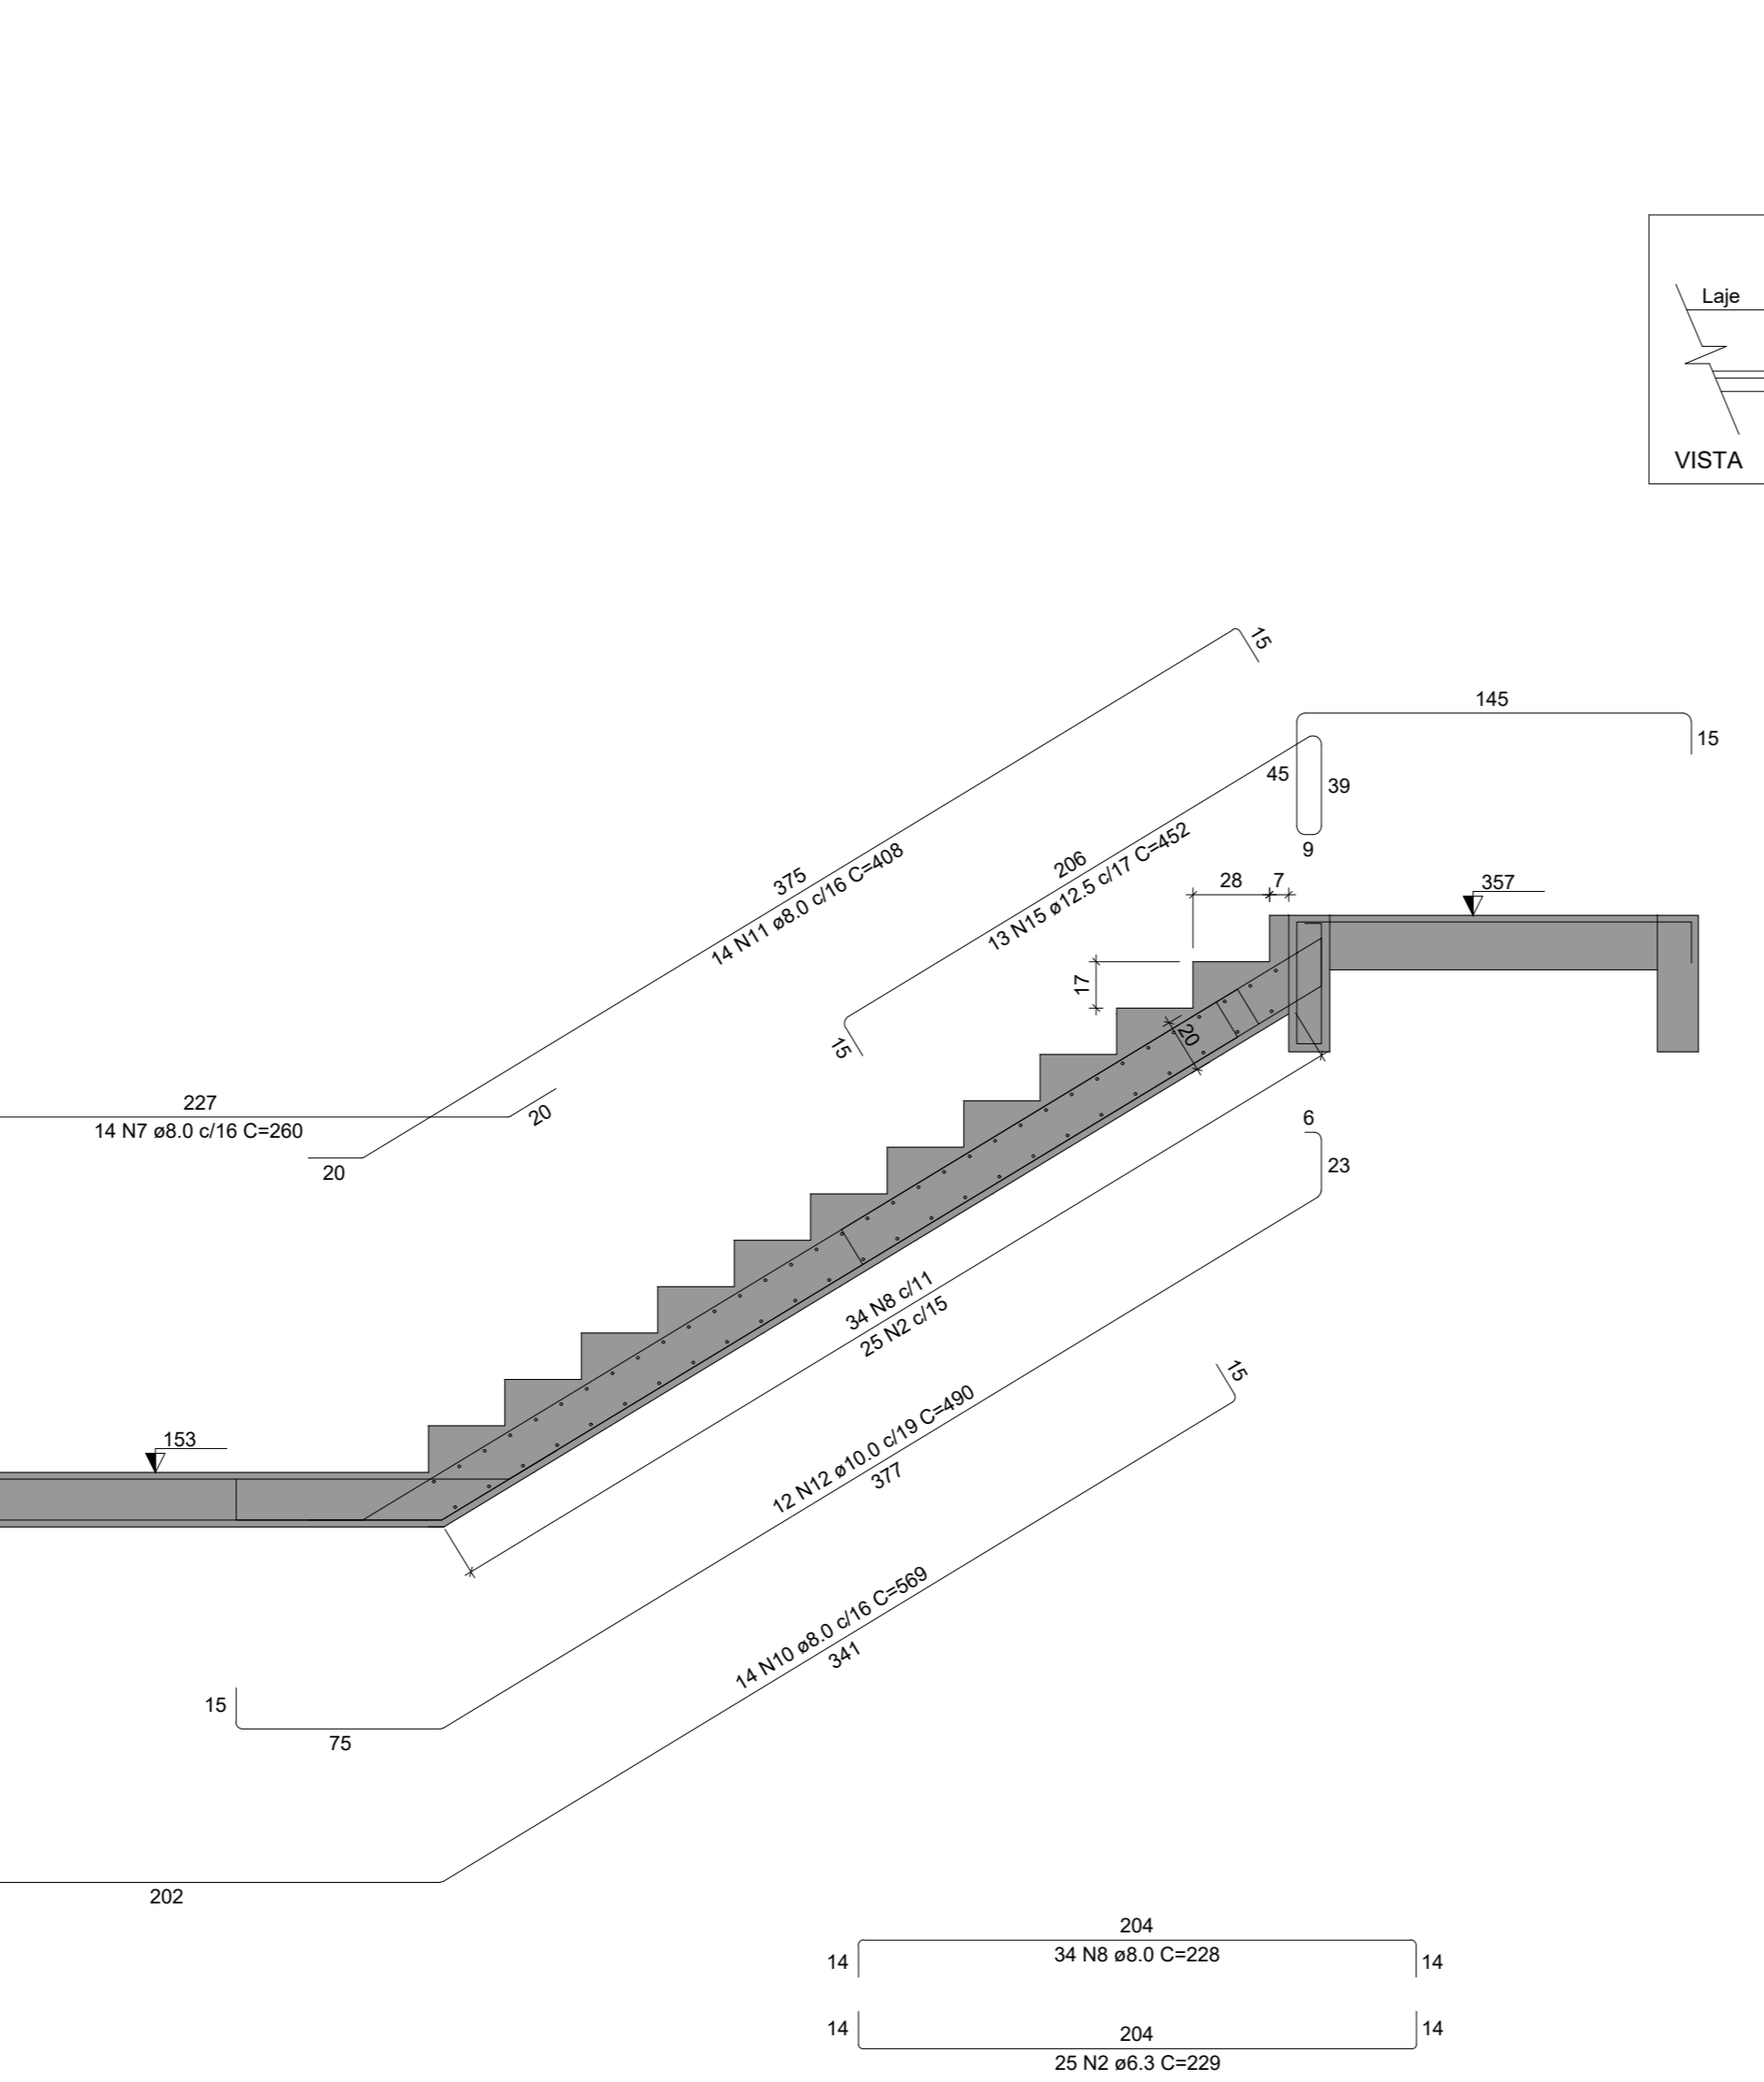 Laje
VISTA
15
375
14 N11 ø8.0 c/16 C=408
20
145
15
45
39
9
206
13 N15 ø12.5 c/17 C=452
15
28
7
357
17
20
227
14 N7 ø8.0 c/16 C=260
20
6
23
34 N8 c/11
25 N2 c/15
153
12 N12 ø10.0 c/19 C=490
377
15
75
15
14 N10 ø8.0 c/16 C=569
341
202
204
14
34 N8 ø8.0 C=228
14
14
204
14
25 N2 ø6.3 C=229